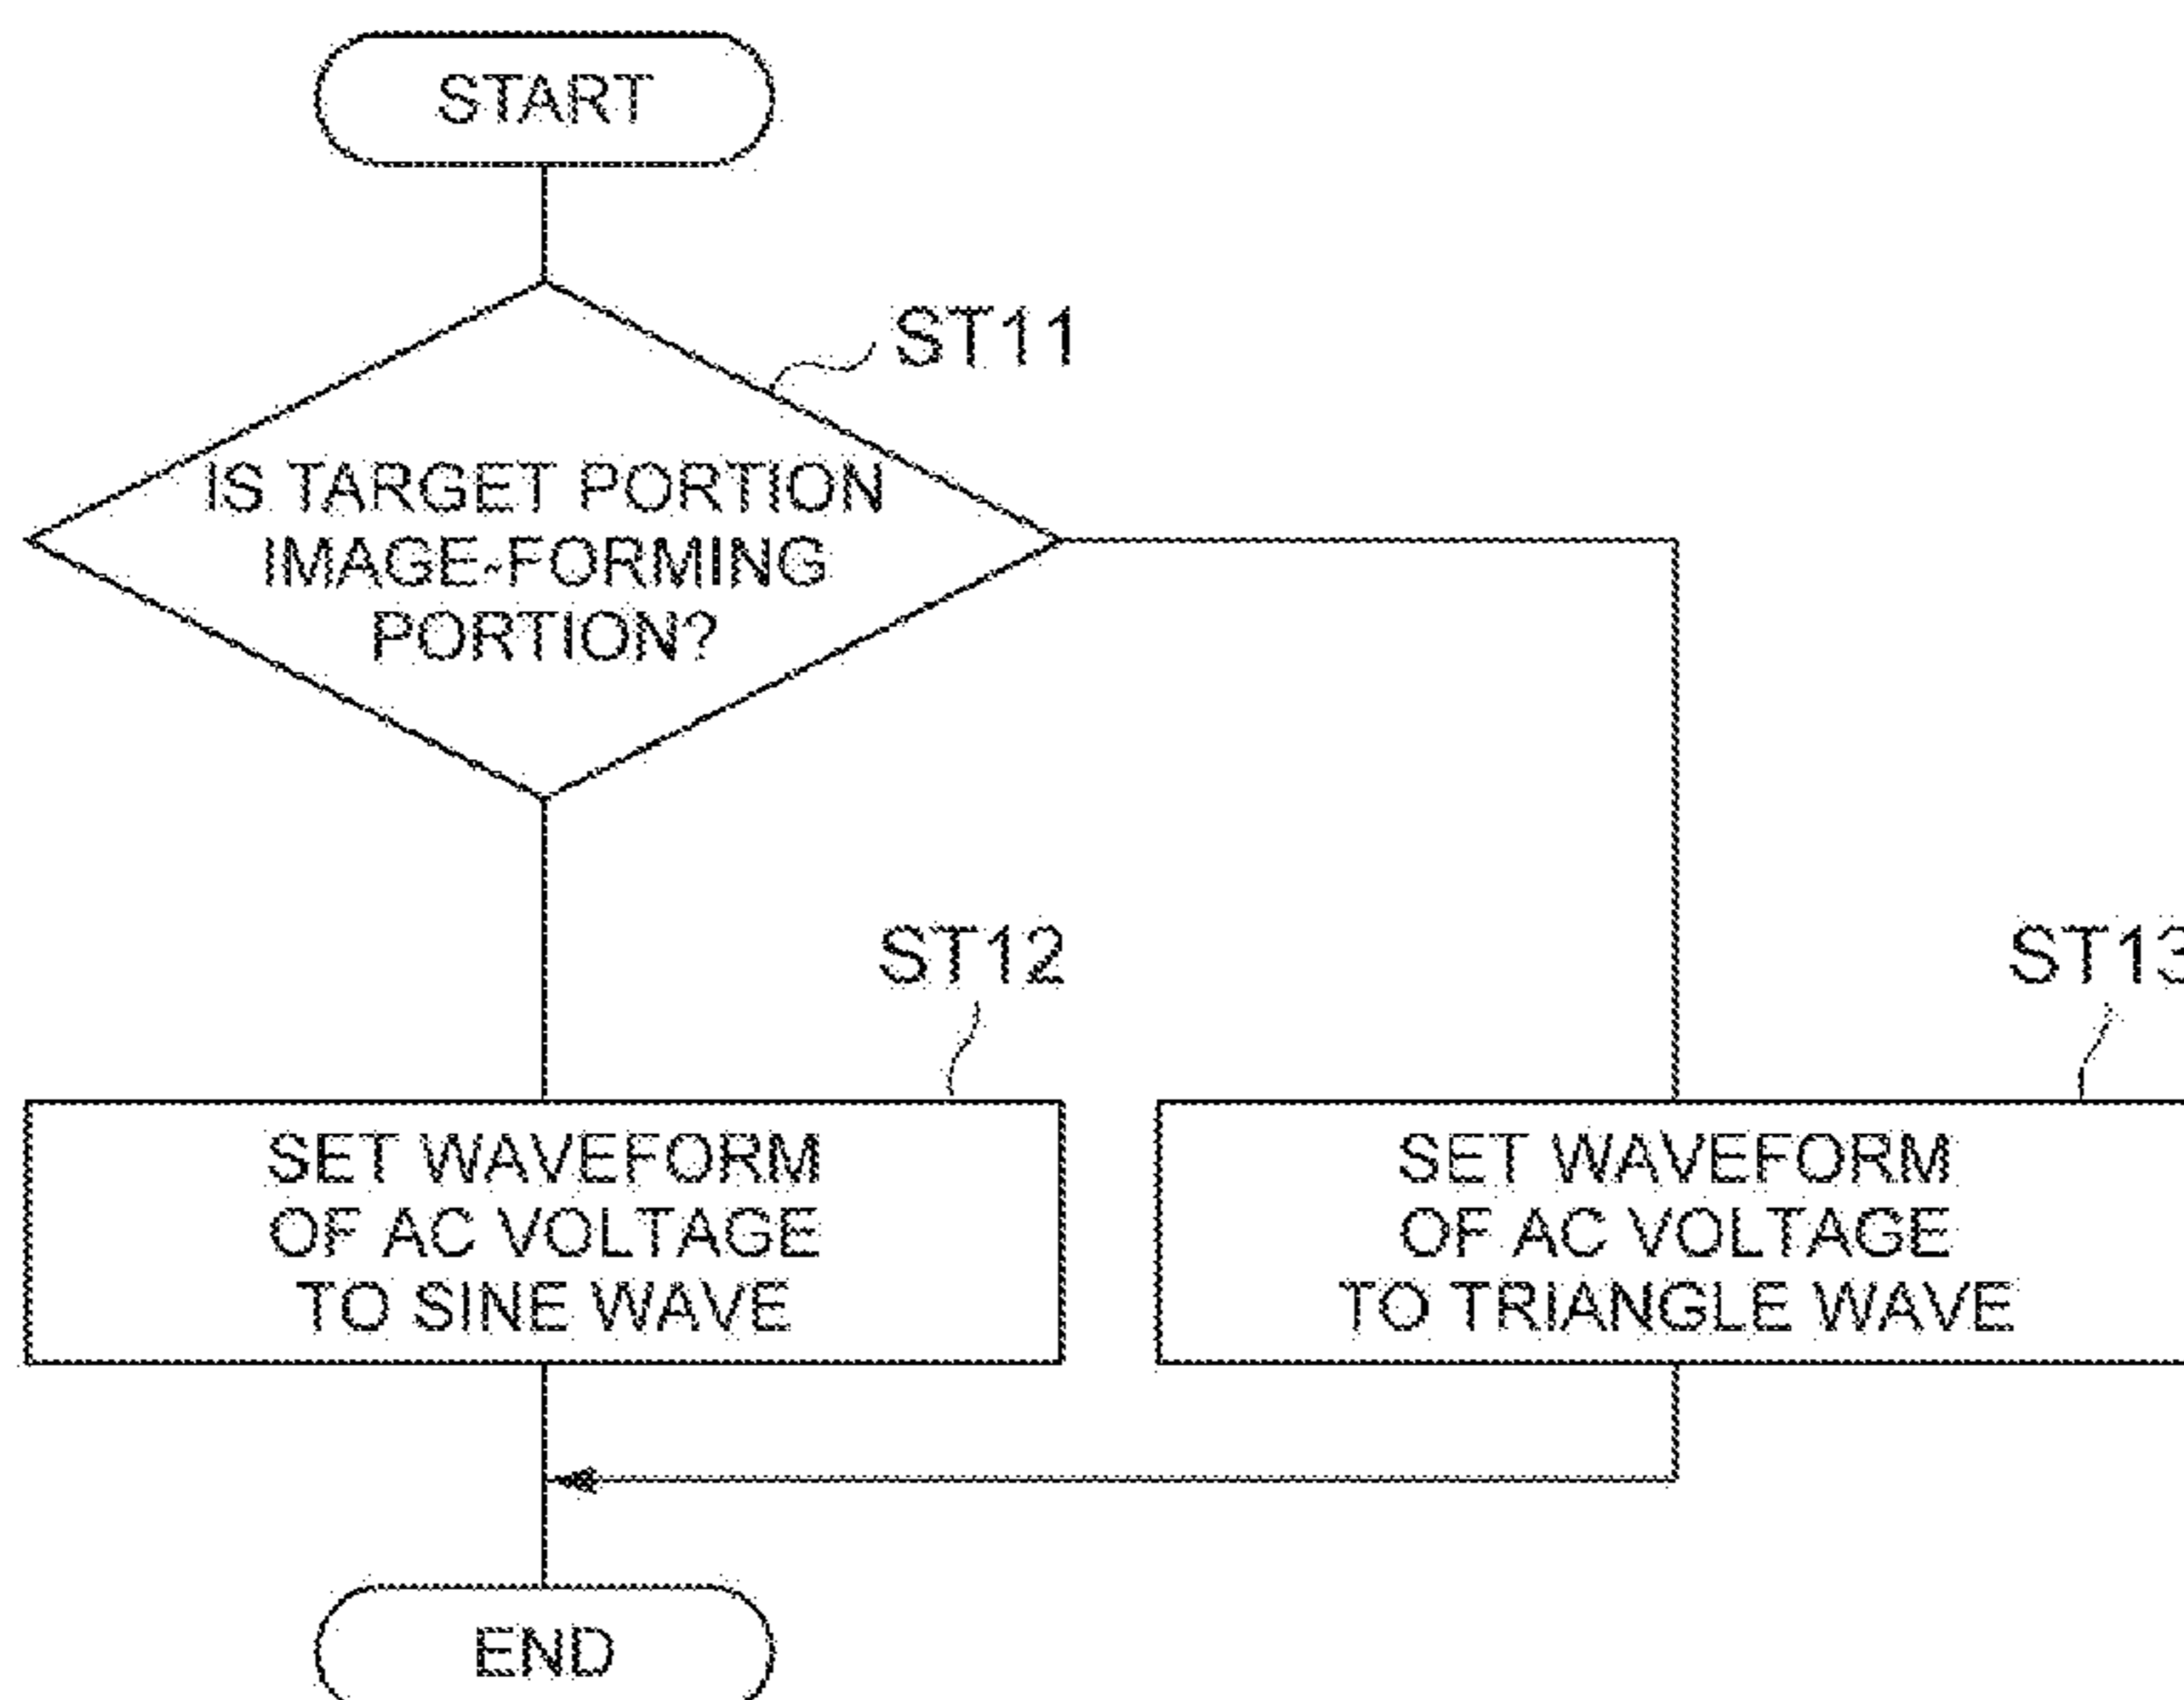 START
ST11
IS TARGET PORTION
IMAGE-FORMING
PORTION?
ST12
ST13
SET WAVEFORM
OF AC VOLTAGE
TO SINE WAVE
SET WAVEFORM
OF AC VOLTAGE
TO TRIANGLE WAVE
END